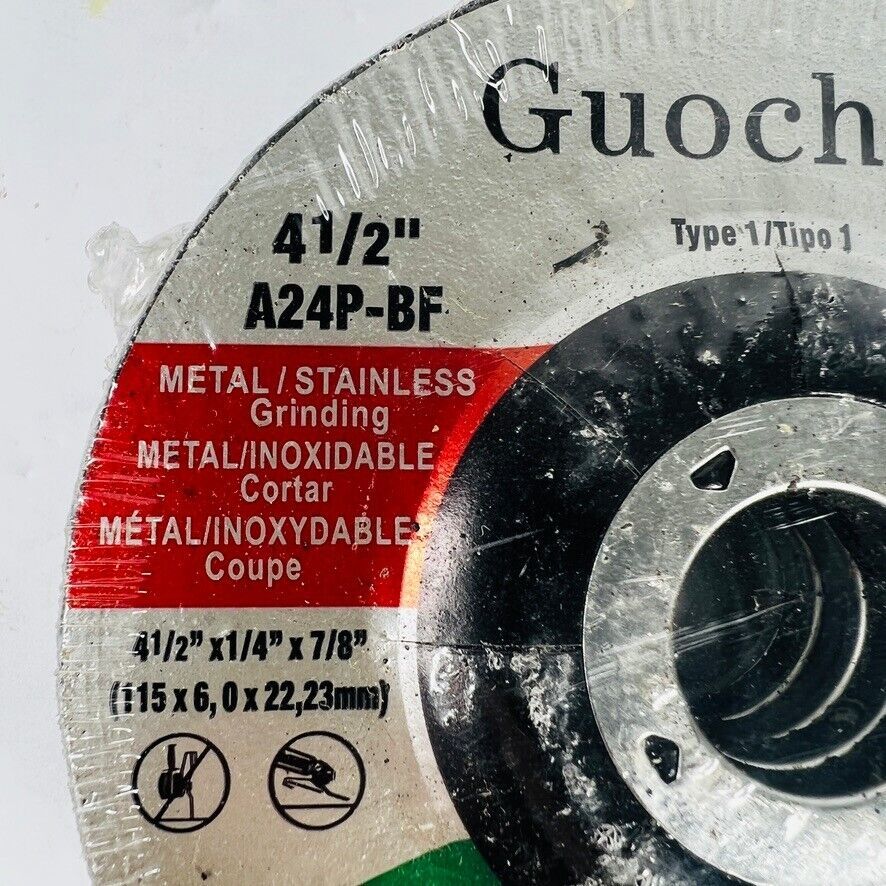 Guoch
Type 1/Tipo 1
4 1/2"
A24P-BF
METAL / STAINLESS
Grinding
METAL/INOXIDABLE
Cortar
MÉTAL/INOXYDABLE
Coupe
4 1/2” x1/4” x 7/8”
(115 x 6,0 x 22,23mm)